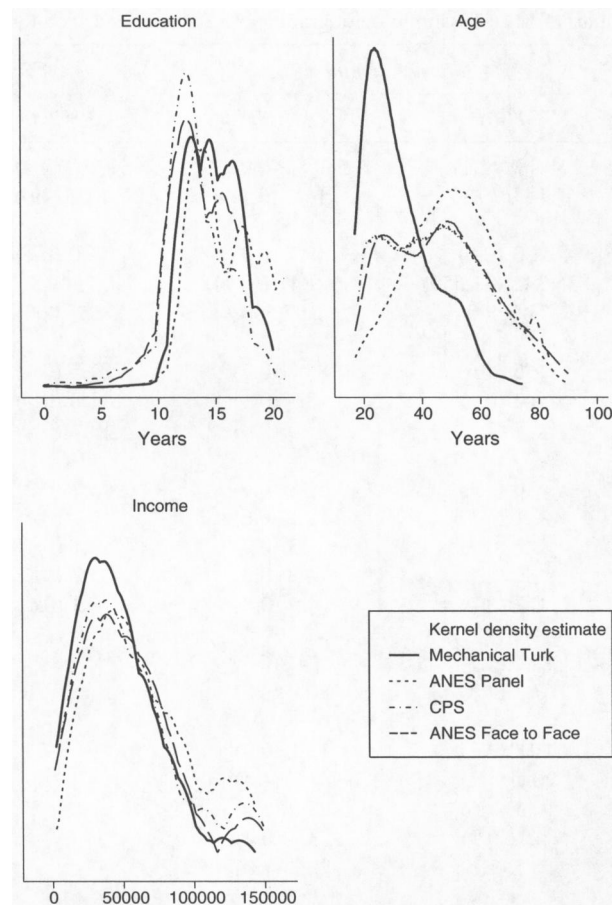 Education
0 5 10 15 20
Years
Age
20 40 60 80 100
Years
Income
0 50000 100000 150000
Kernel density estimate
Mechanical Turk
ANES Panel
CPS
ANES Face to Face